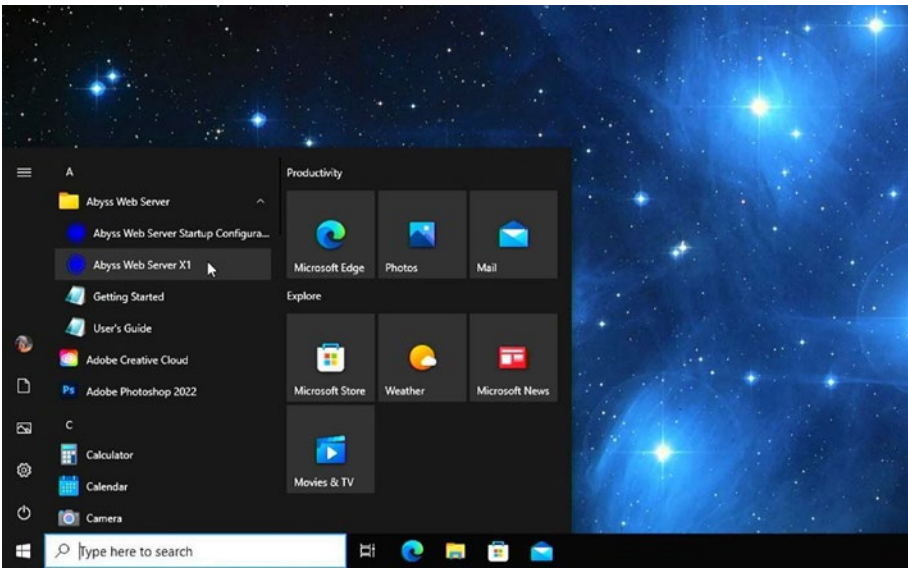 A
Abyss Web Server
Abyss Web Server Startup Configura...
Abyss Web Server X1
Getting Started
User's Guide
Adobe Creative Cloud
Ps
Adobe Photoshop 2022
C
Calculator
Calendar
Camera
Productivity
Microsoft Edge
Photos
Mail
Explore
Microsoft Store
Weather
Microsoft News
Movies & TV
Type here to search